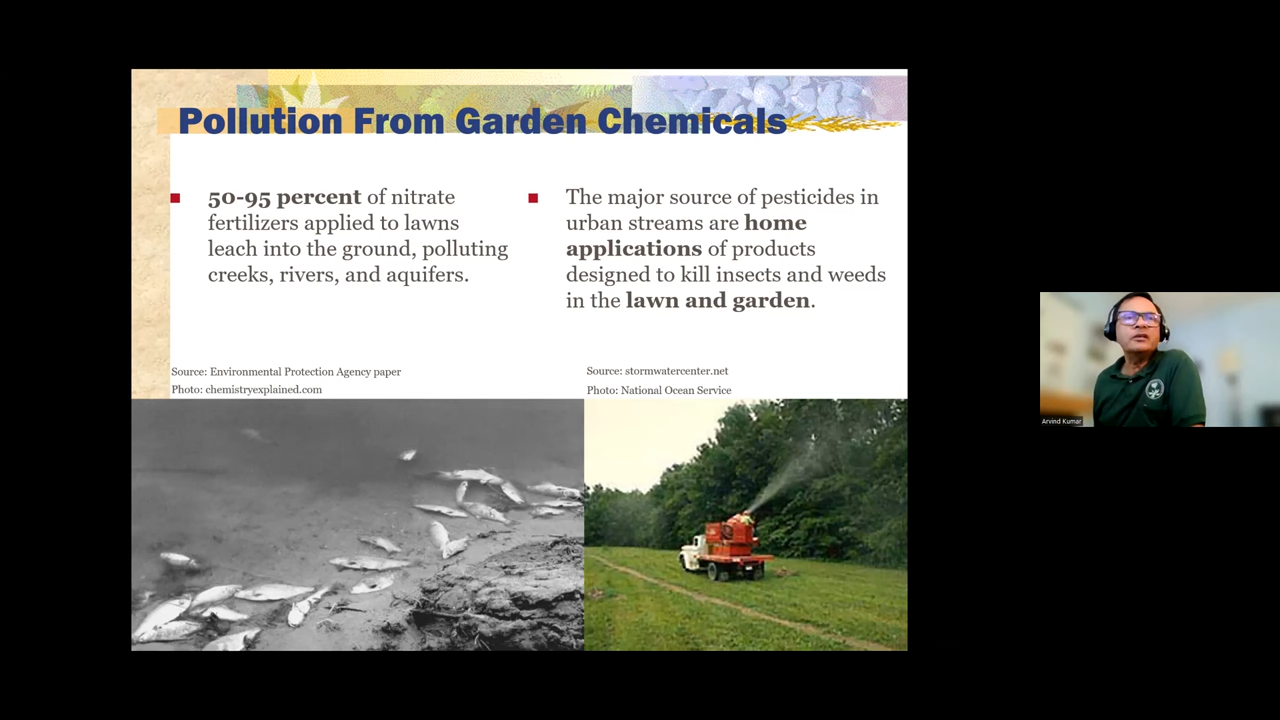 Pollution From Garden Chemicals
50-95 percent of nitrate
fertilizers applied to lawns
leach into the ground, polluting
creeks, rivers, and aquifers.
The major source of pesticides in
urban streams are home
applications of products
designed to kill insects and weeds
in the lawn and garden.
Source: Environmental Protection Agency paper
Photo: chemistryexplained.com
Source: stormwatercenter.net
Photo: National Ocean Service
Arvind Kumar